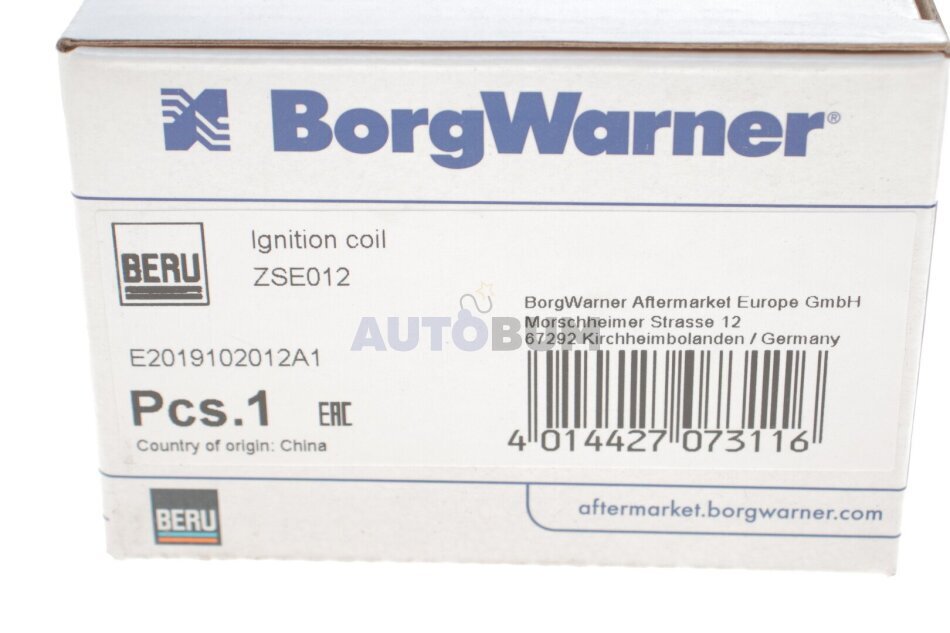 BorgWarner®
BERU
Ignition coil
ZSE012
BorgWarner Aftermarket Europe GmbH
Morschheimer Strasse 12
67292 Kirchheimbolanden / Germany
AUTOBUM
E2019102012A1
Pcs.1
EAC
Country of origin: China
4 014427 073116
BERU
aftermarket.borgwarner.com